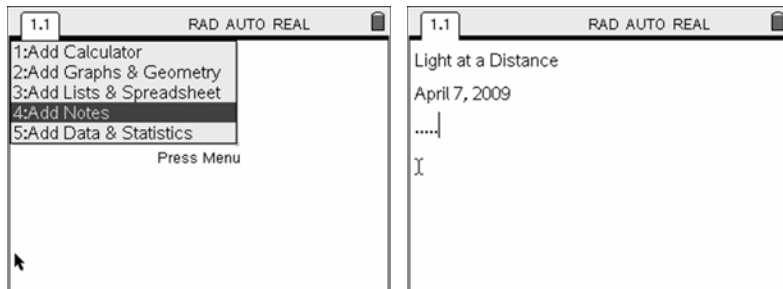 1.1 RAD AUTO REAL
1:Add Calculator
2:Add Graphs & Geometry
3:Add Lists & Spreadsheet
4:Add Notes
5:Add Data & Statistics
Press Menu
1.1 RAD AUTO REAL
Light at a Distance
April 7, 2009
.....